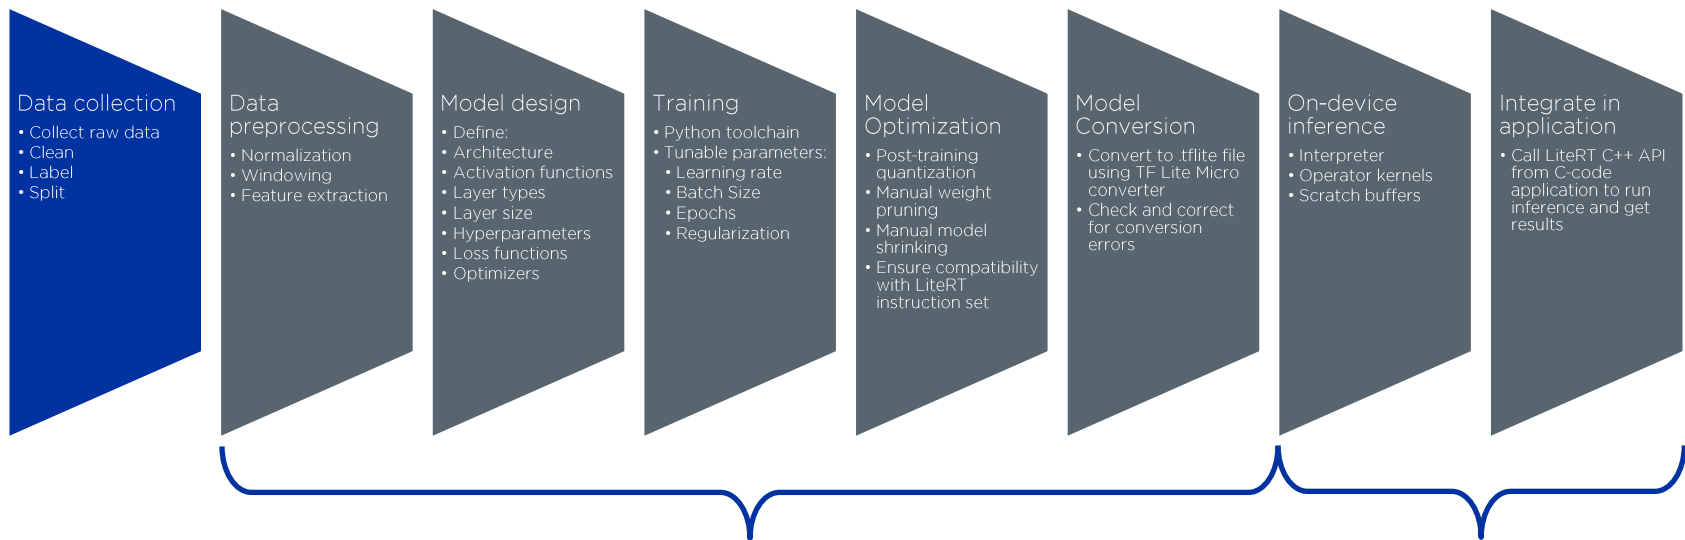 Data collection
• Collect raw data
• Clean
• Label
• Split
Data
preprocessing
• Normalization
• Windowing
• Feature extraction
Model design
• Define:
• Architecture
• Activation functions
• Layer types
• Layer size
• Hyperparameters
• Loss functions
• Optimizers
Training
• Python toolchain
• Tunable parameters:
• Learning rate
• Batch Size
• Epochs
• Regularization
Model
Optimization
• Post-training
quantization
• Manual weight
pruning
• Manual model
shrinking
• Ensure compatibility
with LiteRT
instruction set
Model
Conversion
• Convert to .tflite file
using TF Lite Micro
converter
• Check and correct
for conversion
errors
On-device
inference
• Interpreter
• Operator kernels
• Scratch buffers
Integrate in
application
• Call LiteRT C++ API
from C-code
application to run
inference and get
results